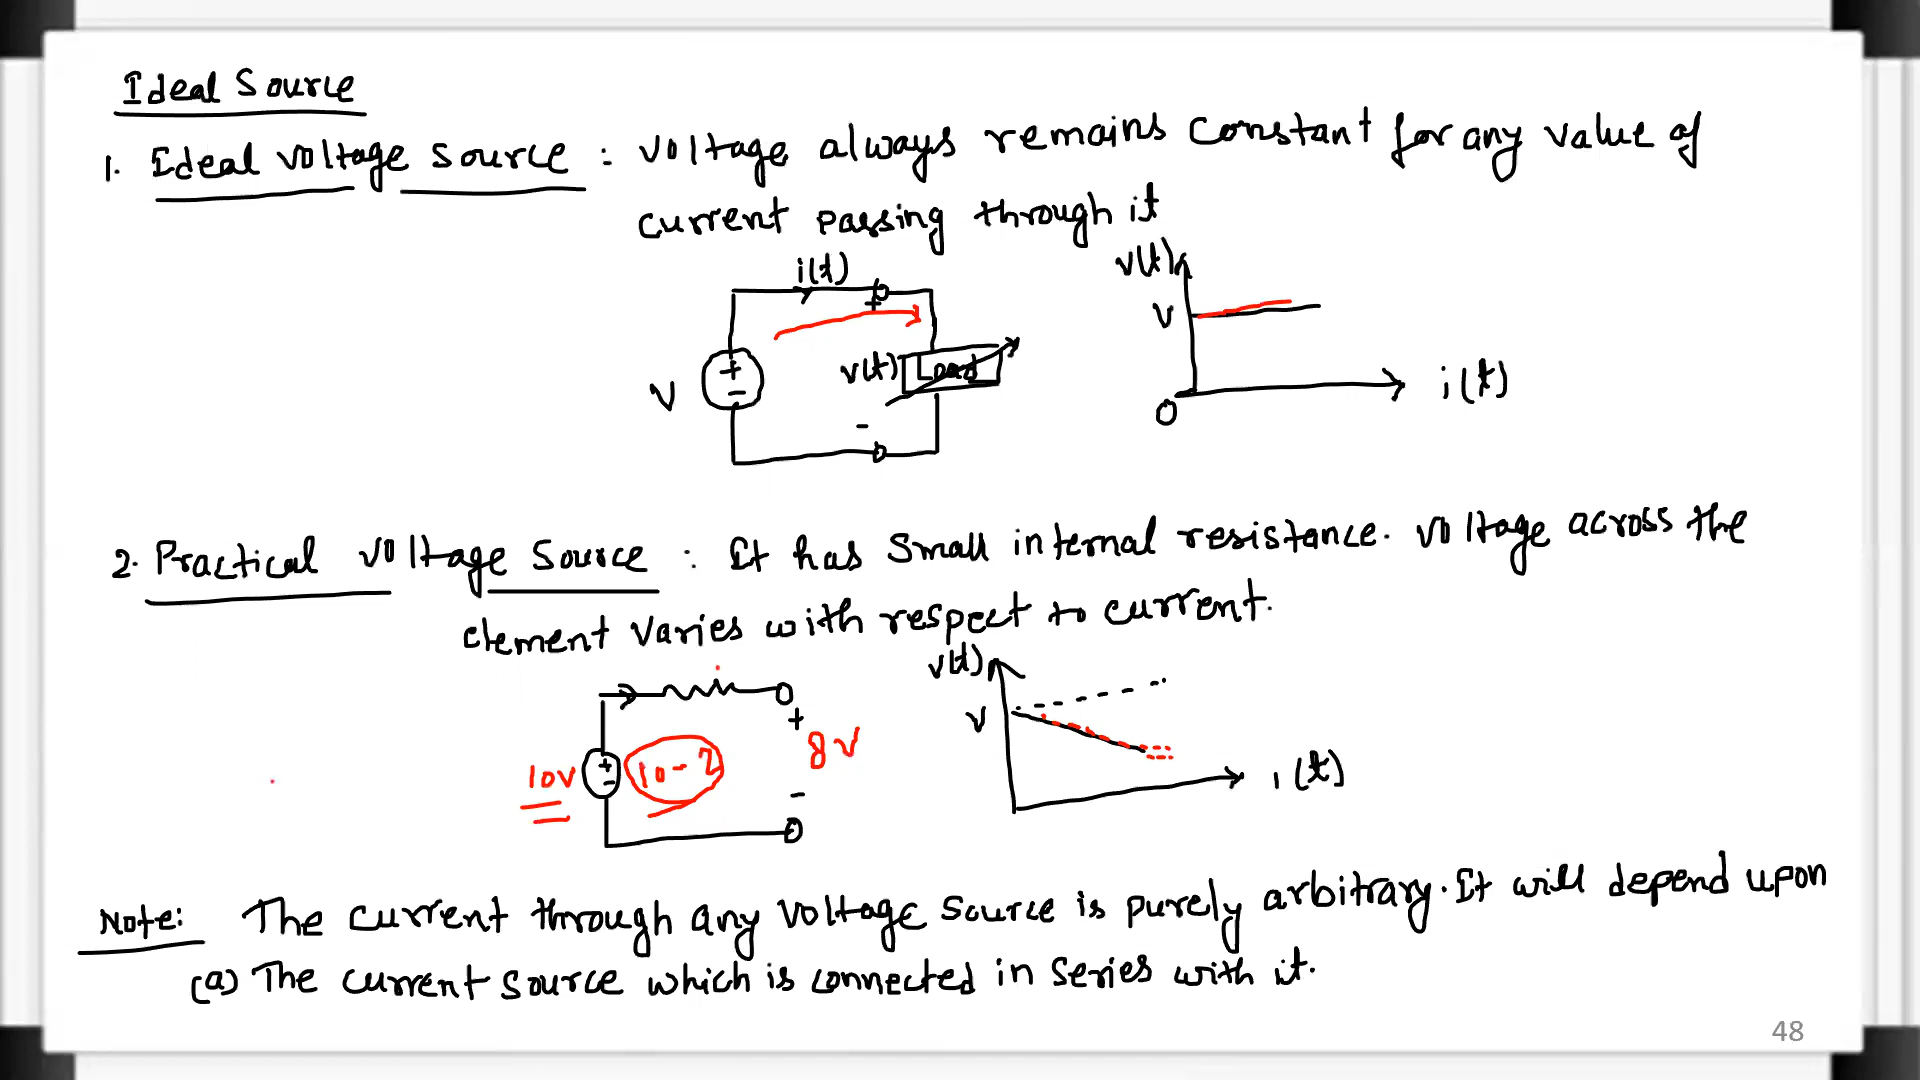 Ideal Source
1. Ideal voltage source : voltage always remains constant for any value of
current passing through it
i(t)
v(t)
+
V
+
-
v(t)
Load
V
i(t)
-
0
2. Practical voltage Source : It has small internal resistance. voltage across the
element varies with respect to current.
v(t)
+
V
10V
+
-
10-2
8V
i(t)
-
Note: The current through any voltage source is purely arbitrary. It will depend upon
(a) The current source which is connected in series with it.
48